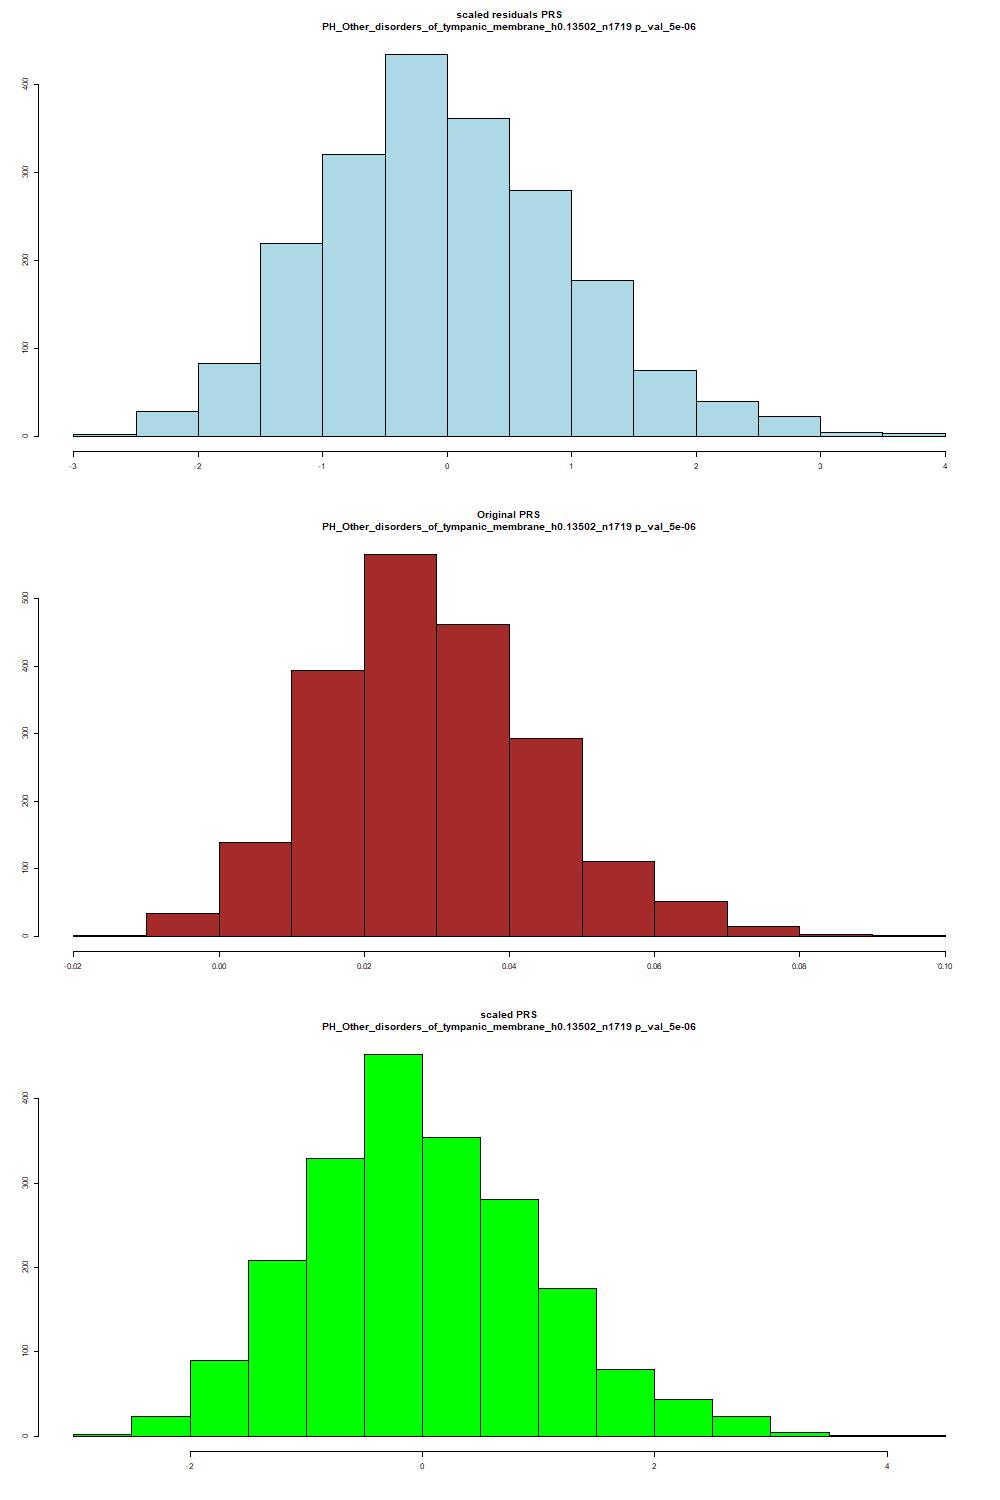 scaled residuals PRS
PH_Other_disorders_of_tympanic_membrane_h0.13502_n1719 p_val_5e-06
400
300
200
100
0
-3 -2 -1 0 1 2 3 4
Original PRS
PH_Other_disorders_of_tympanic_membrane_h0.13502_n1719 p_val_5e-06
500
400
300
200
100
0
-0.02 0.00 0.02 0.04 0.06 0.08 0.10
scaled PRS
PH_Other_disorders_of_tympanic_membrane_h0.13502_n1719 p_val_5e-06
400
300
200
100
0
-2 0 2 4